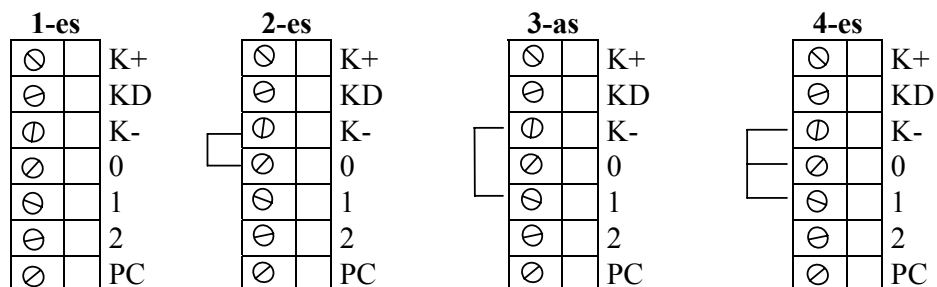 1-es 2-es 3-as 4-es
K+ K+ K+ K+
KD KD KD KD
K- K- K- K-
0 0 0 0
1 1 1 1
2 2 2 2
PC PC PC PC